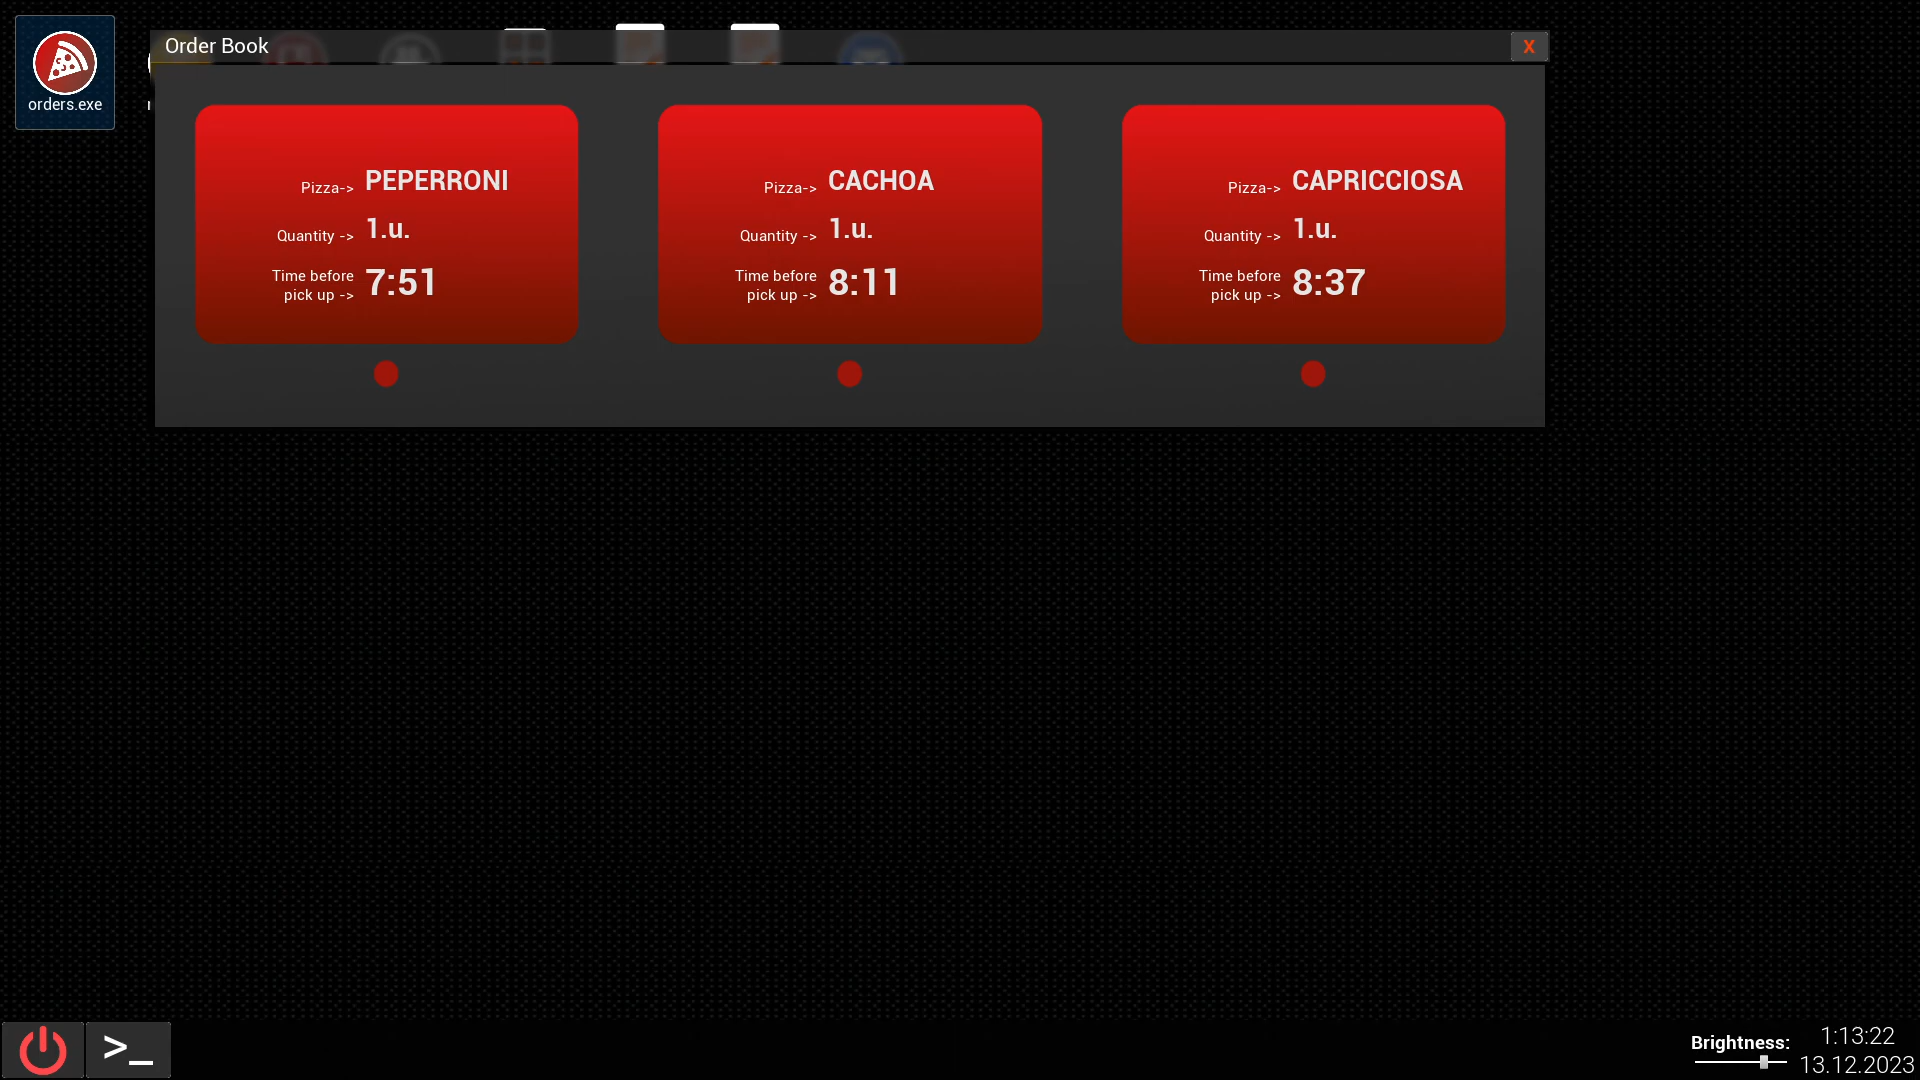 orders.exe
Order Book
X
Pizza-> PEPERRONI
Quantity -> 1.u.
Time before
pick up -> 7:51
Pizza-> CACHOA
Quantity -> 1.u.
Time before
pick up -> 8:11
Pizza-> CAPRICCIOSA
Quantity -> 1.u.
Time before
pick up -> 8:37
>_
Brightness:
1:13:22
13.12.2023